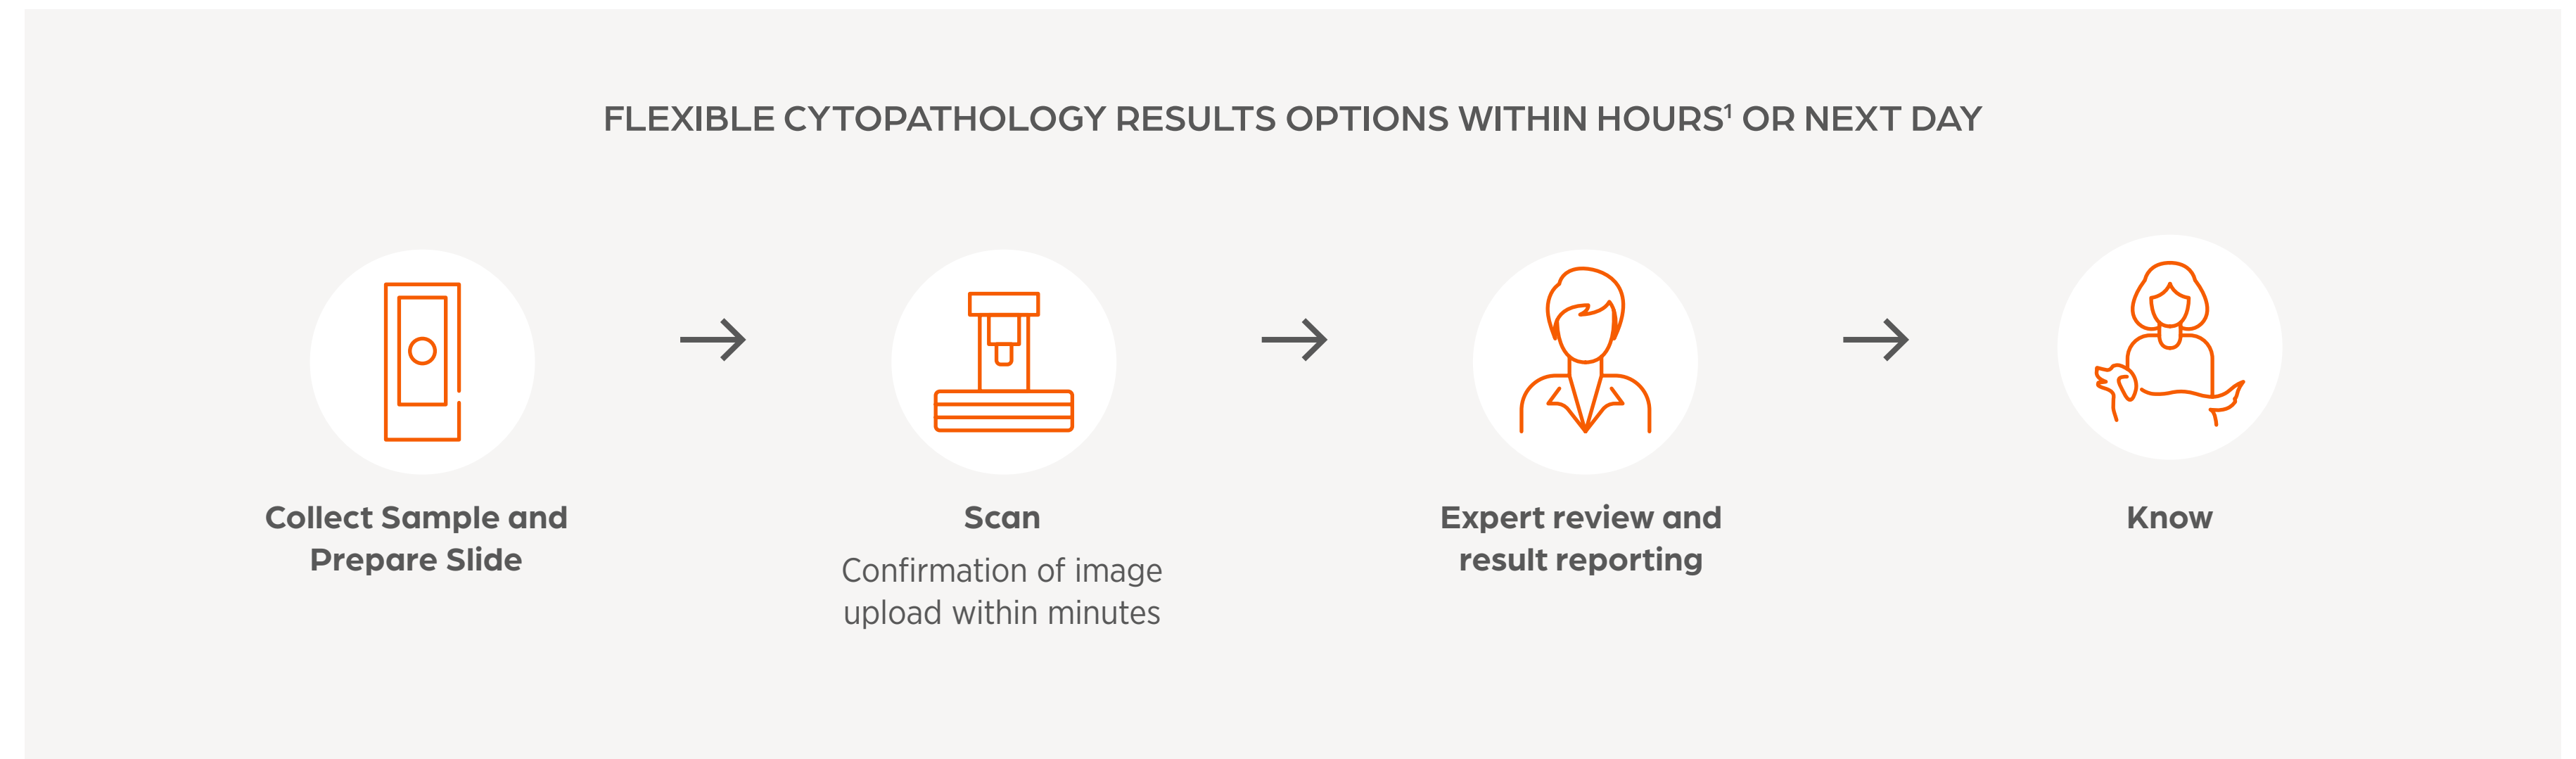 FLEXIBLE CYTOPATHOLOGY RESULTS OPTIONS WITHIN HOURS¹ OR NEXT DAY
Collect Sample and
Prepare Slide
Scan
Confirmation of image
upload within minutes
Expert review and
result reporting
Know